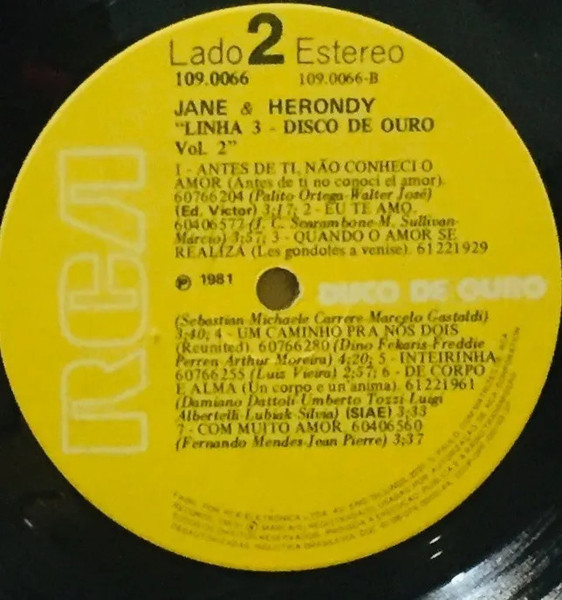 Lado 2 Estereo
109.0066 109.0066-B
JANE & HERONDY
"LINHA 3 - DISCO DE OURO
Vol. 2"
1 - ANTES DE TI, NÃO CONHECI O
AMOR (Antes de ti no conoci el amor).
60766204 (Palito Ortega-Walter José)
(Ed. Victor) 3:17; 2 - EU TE AMO.
60406577 (J. C. Scarambone-M. Sullivan-
Marcio) 3:57; 3 - QUANDO O AMOR SE
REALIZA (Les gondoles a venise). 61221929
℗ 1981 DISCO DE OURO
(Sebastian-Michaele-Carrere-Marcelo Gastaldi)
3:40; 4 - UM CAMINHO PRA NÓS DOIS
(Reunited). 60766280 (Dino Fekaris-Freddie
Perren-Arthur Moreira) 4:20; 5 - INTEIRINHA
60766255 (Luiz Vieira) 2:57; 6 - DE CORPO
E ALMA (Un corpo e un'anima). 61221961
(Damiano Dattoli-Umberto Tozzi-Luigi
Albertelli-Lubiak-Silvia) (SIAE) 3:33
7 - COM MUITO AMOR. 60406560
(Fernando Mendes-Jean Pierre) 3:37
RCA
INDÚSTRIA BRASILEIRA